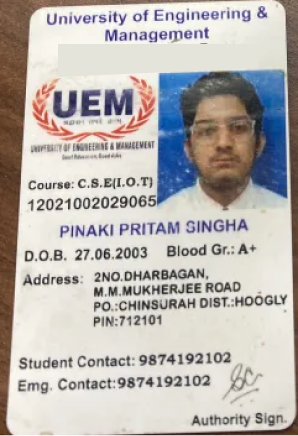 University of Engineering &
Management
UEM
UNIVERSITY OF ENGINEERING & MANAGEMENT
Course: C.S.E(I.O.T)
12021002029065
PINAKI PRITAM SINGHA
D.O.B. 27.06.2003 Blood Gr.: A+
Address: 2NO.DHARBAGAN,
M.M.MUKHERJEE ROAD
PO.:CHINSURAH DIST.:HOOGLY
PIN:712101
Student Contact: 9874192102
Emg. Contact:9874192102
Authority Sign.